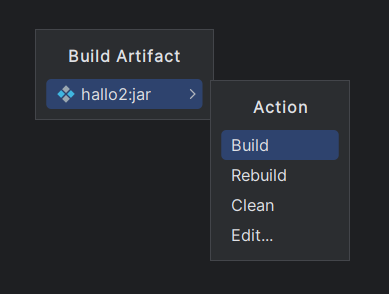 Build Artifact
hallo2:jar
Action
Build
Rebuild
Clean
Edit...